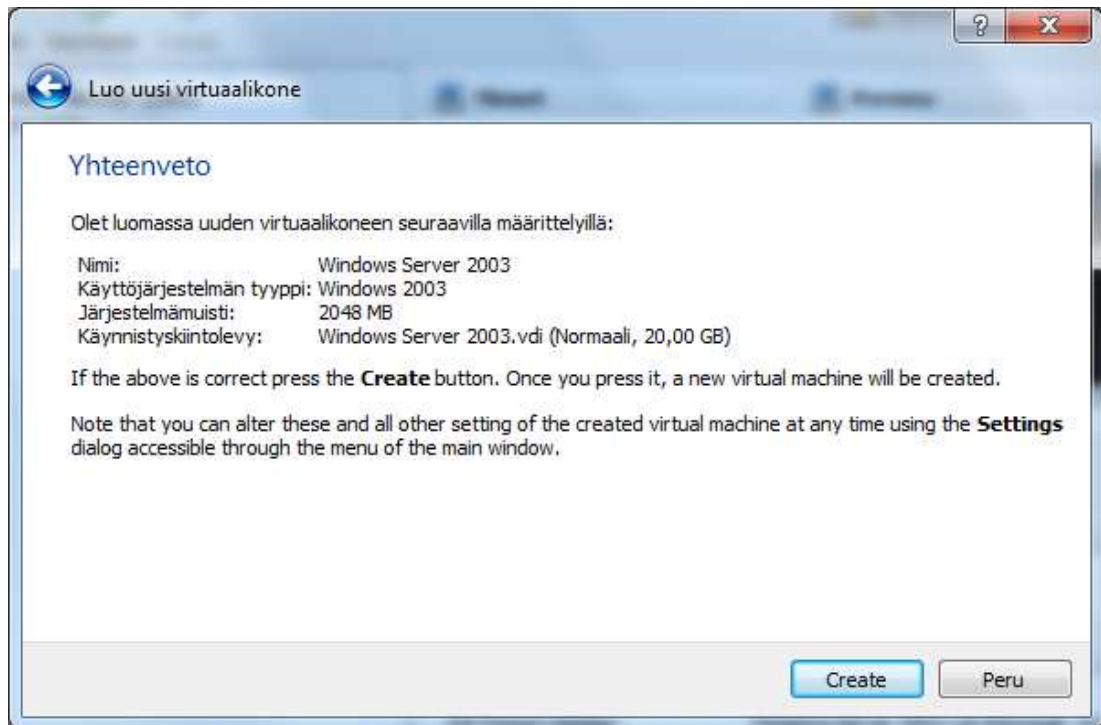 Luo uusi virtuaalikone
Yhteenveto
Olet luomassa uuden virtuaalikoneen seuraavilla määrittelyillä:
Nimi: Windows Server 2003
Käyttöjärjestelmän tyyppi: Windows 2003
Järjestelmämuisti: 2048 MB
Käynnistyskiintolevy: Windows Server 2003.vdi (Normaali, 20,00 GB)
If the above is correct press the Create button. Once you press it, a new virtual machine will be created.
Note that you can alter these and all other setting of the created virtual machine at any time using the Settings
dialog accessible through the menu of the main window.
Create Peru